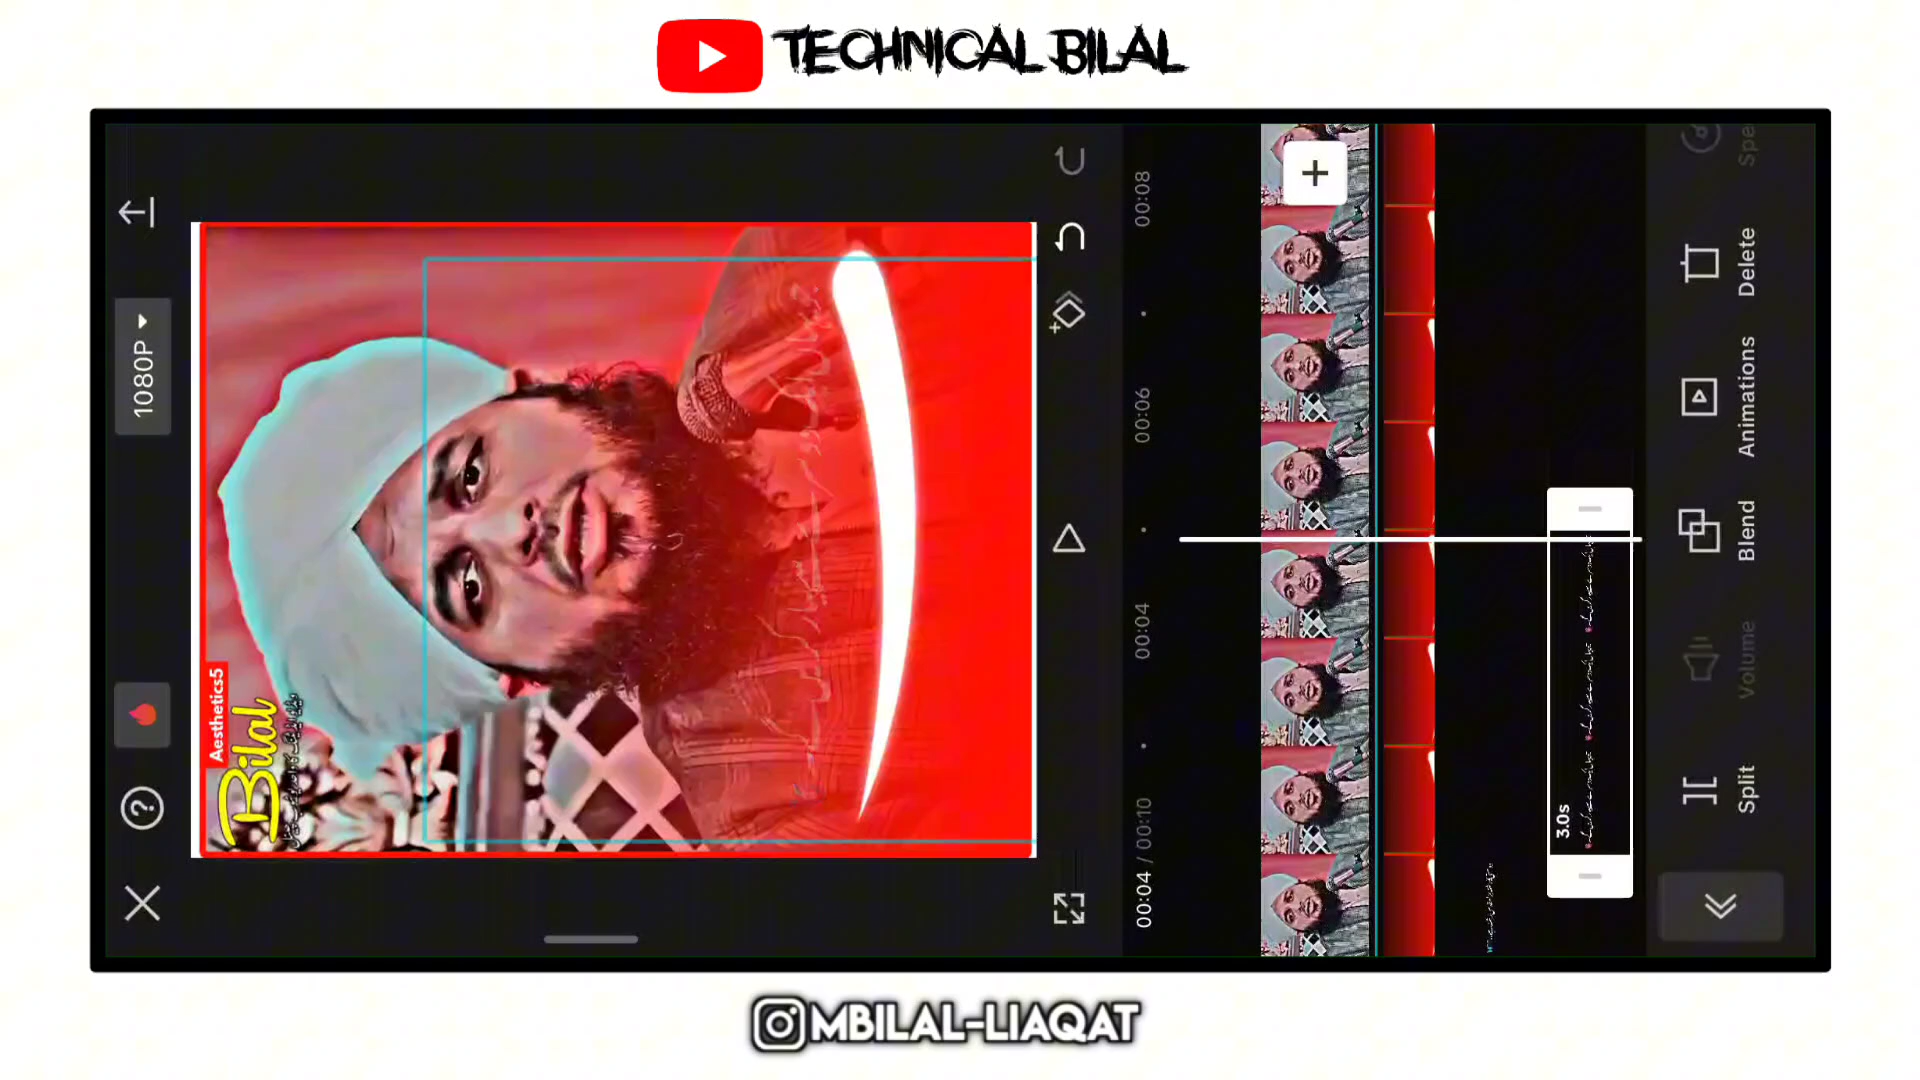 TECHNICAL BILAL
1080P
Aesthetics5
Bilal
00:04 / 00:10
00:04
00:06
00:08
3.0s
Split
Volume
Blend
Animations
Delete
Spe
MBILAL-LIAQAT